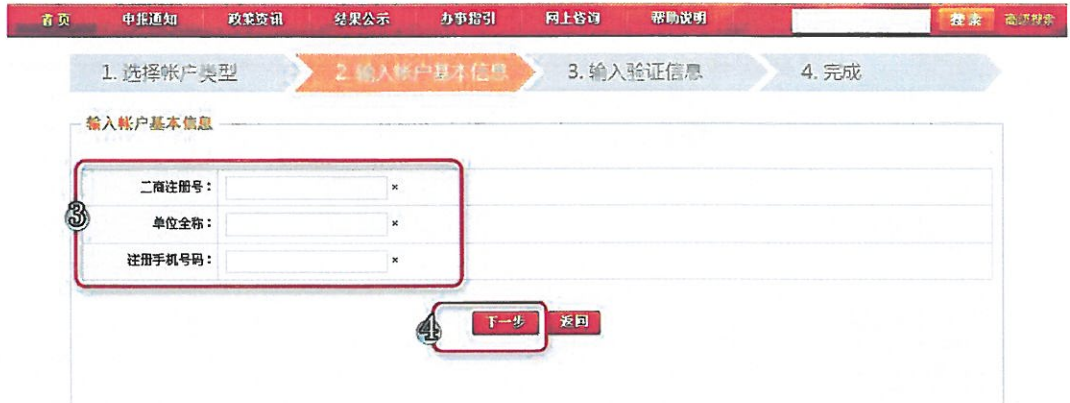 首页 申报通知 政策资讯 结果公示 办事指引 网上咨询 帮助说明 搜索 高级搜索
1. 选择帐户类型 2. 输入帐户基本信息 3. 输入验证信息 4. 完成
输入帐户基本信息
二商注册号： *
③ 单位全称： *
注册手机号码： *
④ 下一步 返回